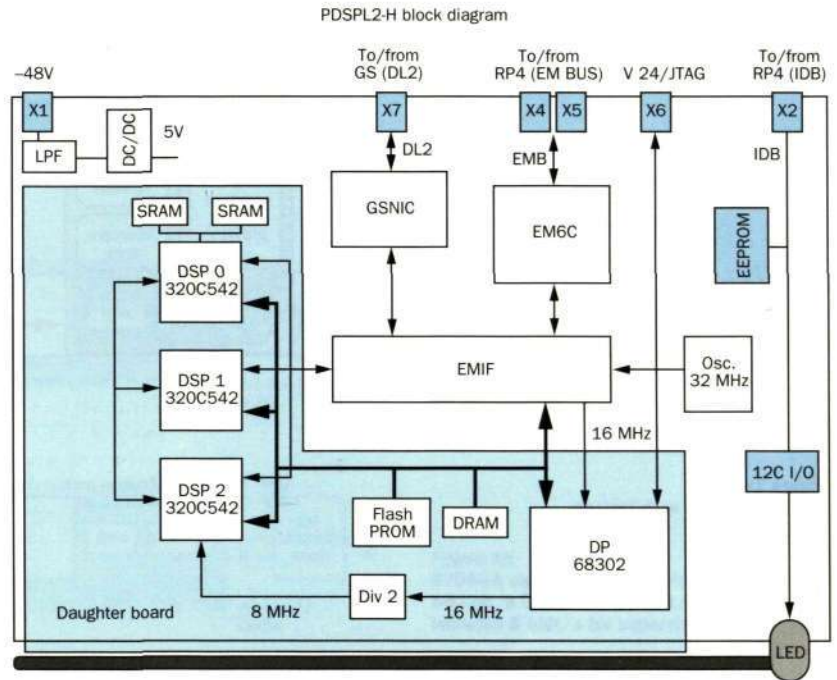 PDSPL2-H block diagram
–48V
To/from
GS (DL2)
To/from
RP4 (EM BUS)
V 24/JTAG
To/from
RP4 (IDB)
X1
X7
X4
X5
X6
X2
LPF
DC/DC
5V
DL2
EMB
IDB
SRAM
SRAM
GSNIC
EM6C
EEPROM
DSP 0
320C542
DSP 1
320C542
EMIF
Osc.
32 MHz
16 MHz
DSP 2
320C542
Flash
PROM
DRAM
DP
68302
12C I/O
Daughter board
8 MHz
Div 2
16 MHz
LED